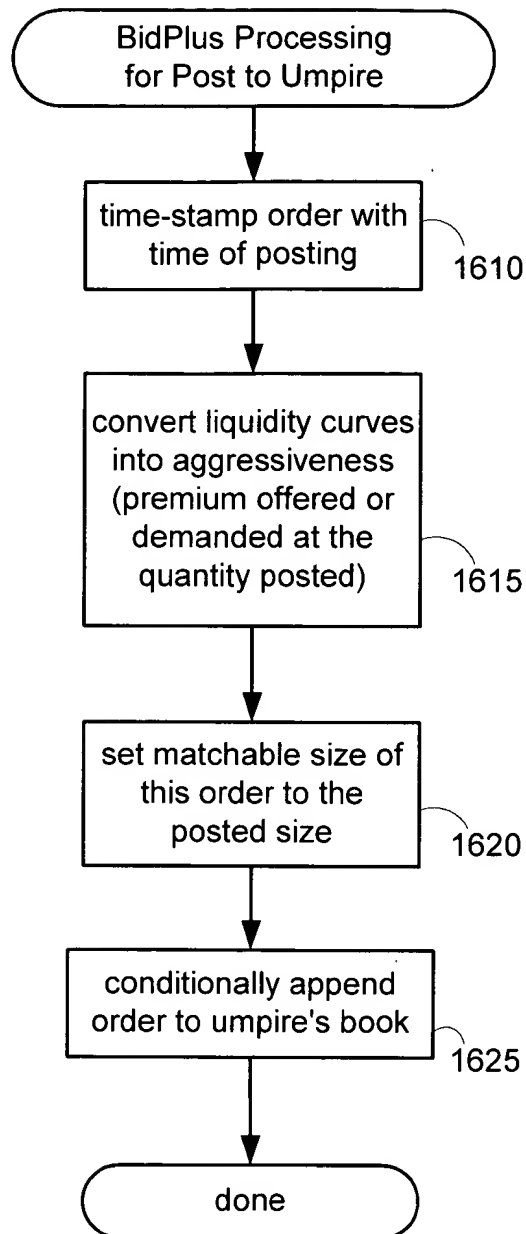 BidPlus Processing
for Post to Umpire
time-stamp order with
time of posting
1610
convert liquidity curves
into aggressiveness
(premium offered or
demanded at the
quantity posted)
1615
set matchable size of
this order to the
posted size
1620
conditionally append
order to umpire's book
1625
done